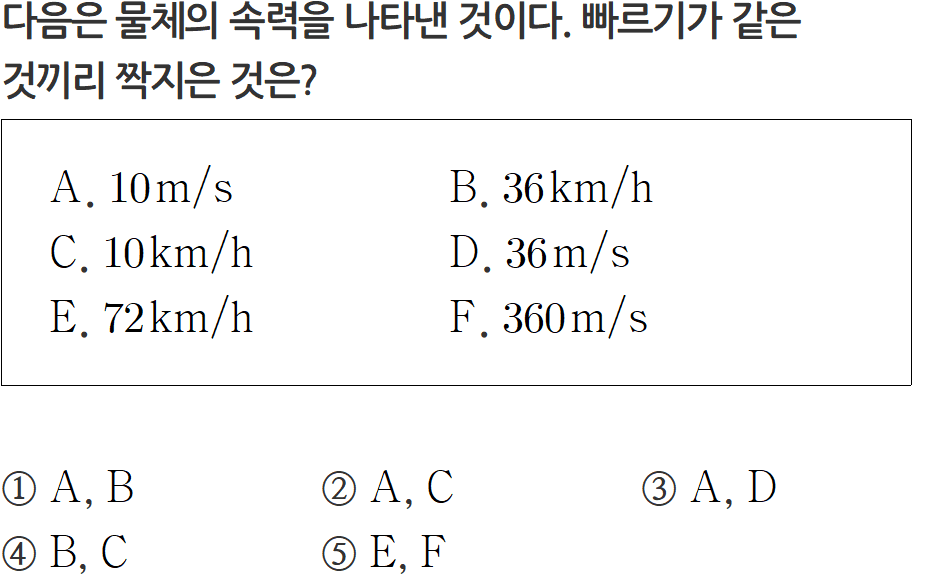 다음은 물체의 속력을 나타낸 것이다. 빠르기가 같은
것끼리 짝지은 것은?
A. 10m/s B. 36km/h
C. 10km/h D. 36m/s
E. 72km/h F. 360m/s
① A, B ② A, C ③ A, D
④ B, C ⑤ E, F